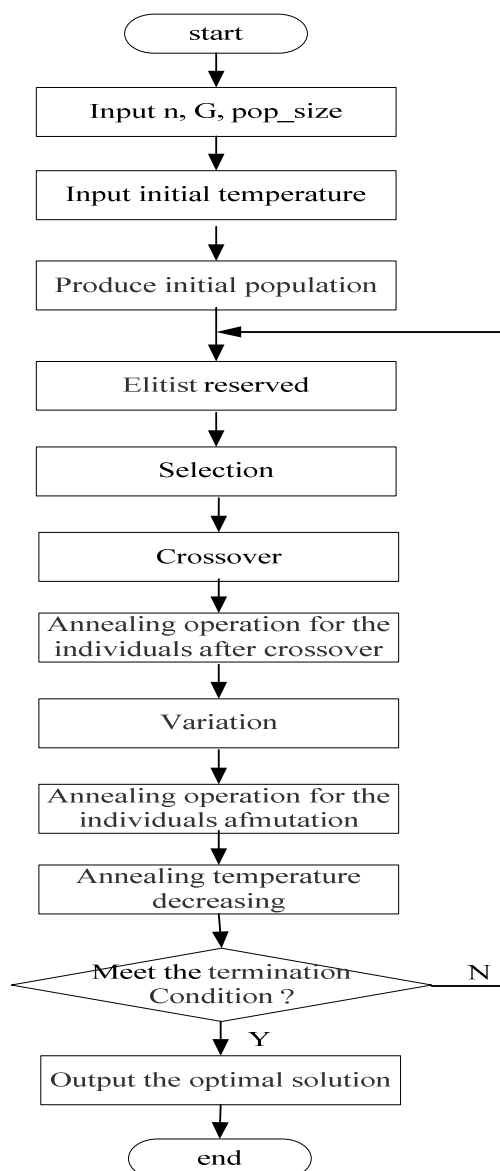 start
Input n, G, pop_size
Input initial temperature
Produce initial population
Elitist reserved
Selection
Crossover
Annealing operation for the
individuals after crossover
Variation
Annealing operation for the
individuals afmutation
Annealing temperature
decreasing
Meet the termination
Condition ?
N
Y
Output the optimal solution
end